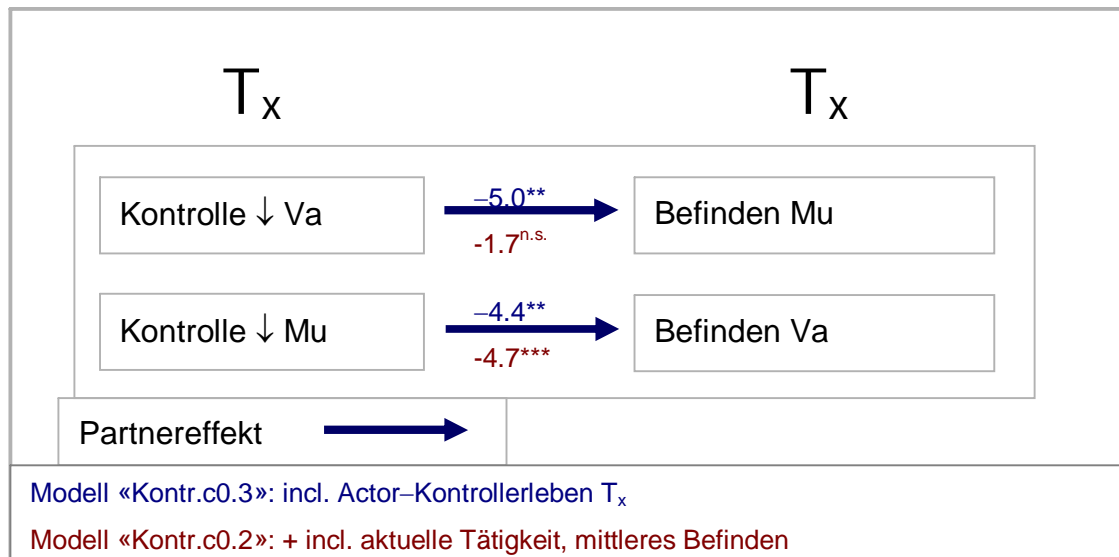 Tx Tx
Kontrolle ↓ Va –5.0** Befinden Mu
-1.7n.s.
Kontrolle ↓ Mu –4.4** Befinden Va
-4.7***
Partnereffekt
Modell «Kontr.c0.3»: incl. Actor–Kontrollerleben Tx
Modell «Kontr.c0.2»: + incl. aktuelle Tätigkeit, mittleres Befinden